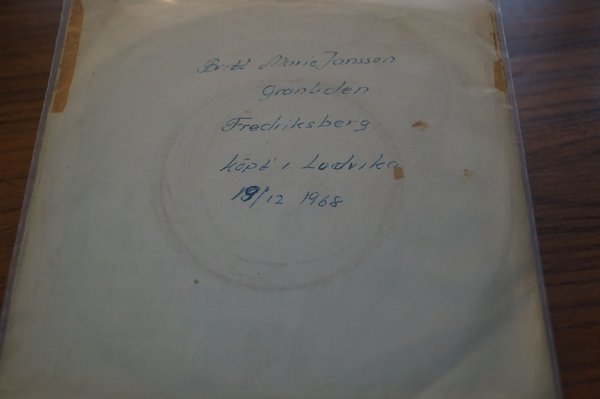 Britt Marie Jansson
Granliden
Fredriksberg
köpt i Ludvika
19/12 1968